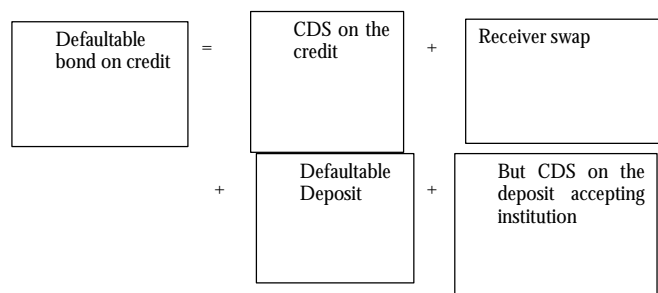 Defaultable
bond on credit
=
CDS on the
credit
+
Receiver swap
+
Defaultable
Deposit
+
But CDS on the
deposit accepting
institution